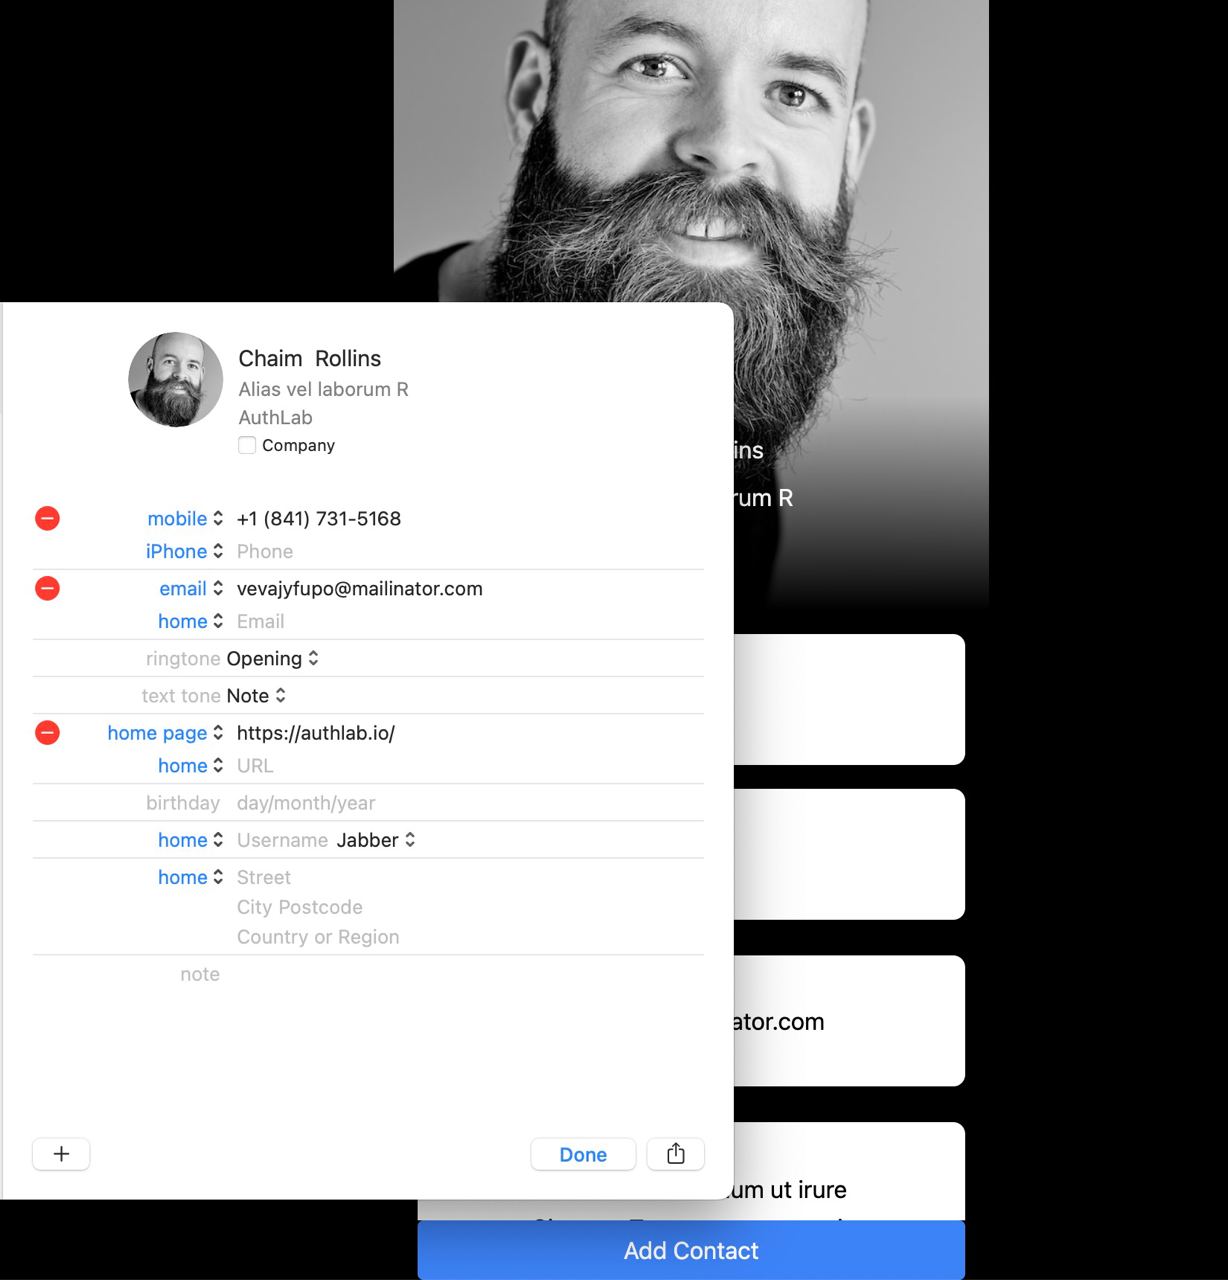 Chaim Rollins
Alias vel laborum R
AuthLab
Company
mobile +1 (841) 731-5168
iPhone Phone
email vevajyfupo@mailinator.com
home Email
ringtone Opening
text tone Note
home page https://authlab.io/
home URL
birthday day/month/year
home Username Jabber
home Street
City Postcode
Country or Region
note
+
Done
ins
rum R
ator.com
um ut irure
Add Contact